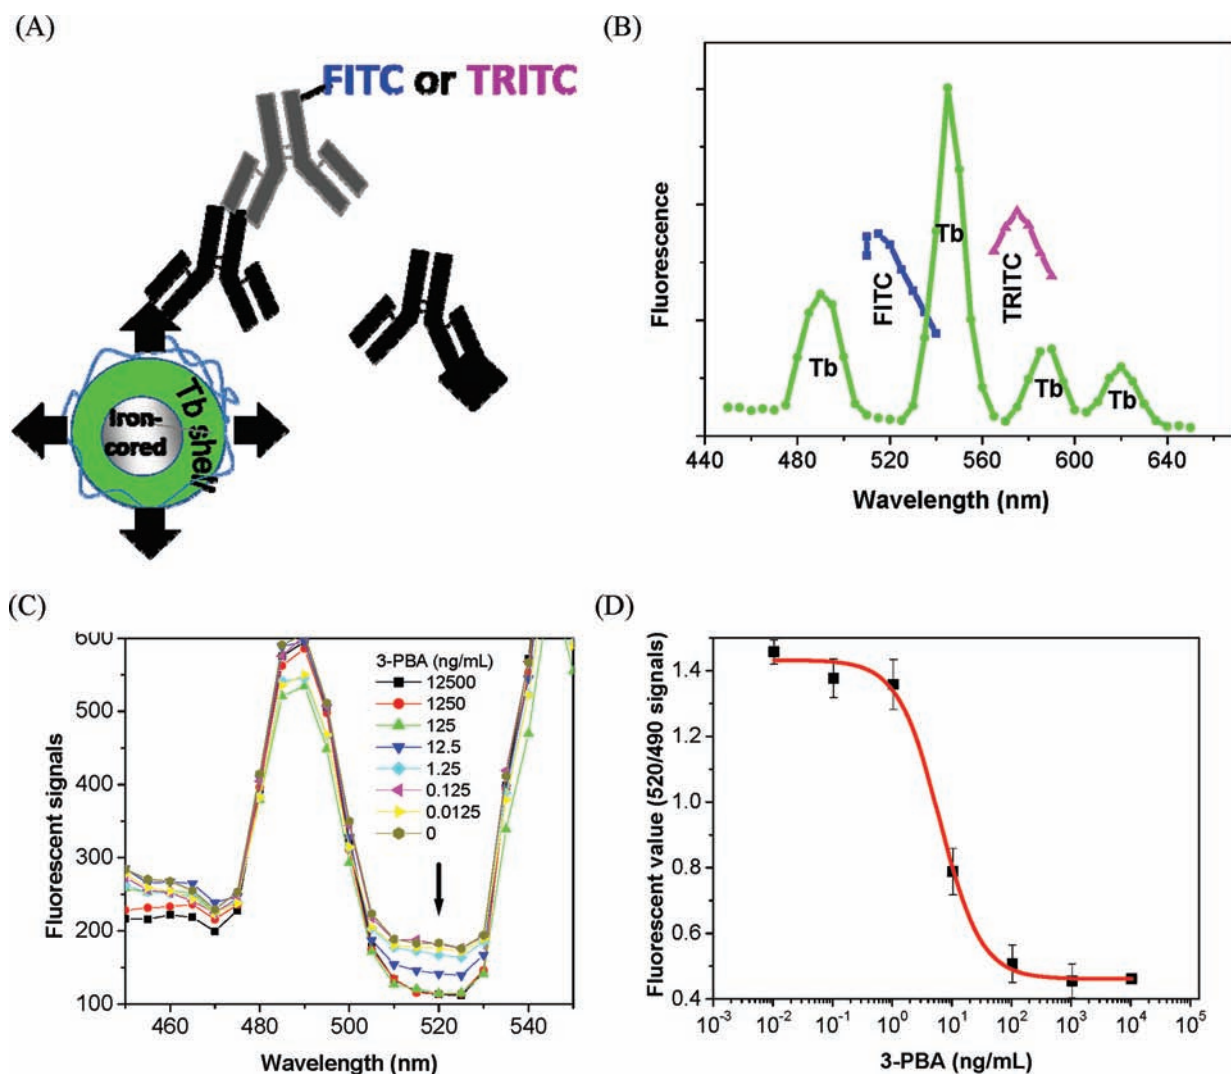 (A)
FITC or TRITC
Iron-
cored
Tb shell
(B)
Fluorescence
Tb
FITC
Tb
TRITC
Tb
Tb
440 480 520 560 600 640
Wavelength (nm)
(C)
Fluorescent signals
600
500
400
300
200
100
3-PBA (ng/mL)
12500
1250
125
12.5
1.25
0.125
0.0125
0
460 480 500 520 540
Wavelength (nm)
(D)
Fluorescent value (520/490 signals)
1.4
1.2
1.0
0.8
0.6
0.4
10⁻³ 10⁻² 10⁻¹ 10⁰ 10¹ 10² 10³ 10⁴ 10⁵
3-PBA (ng/mL)